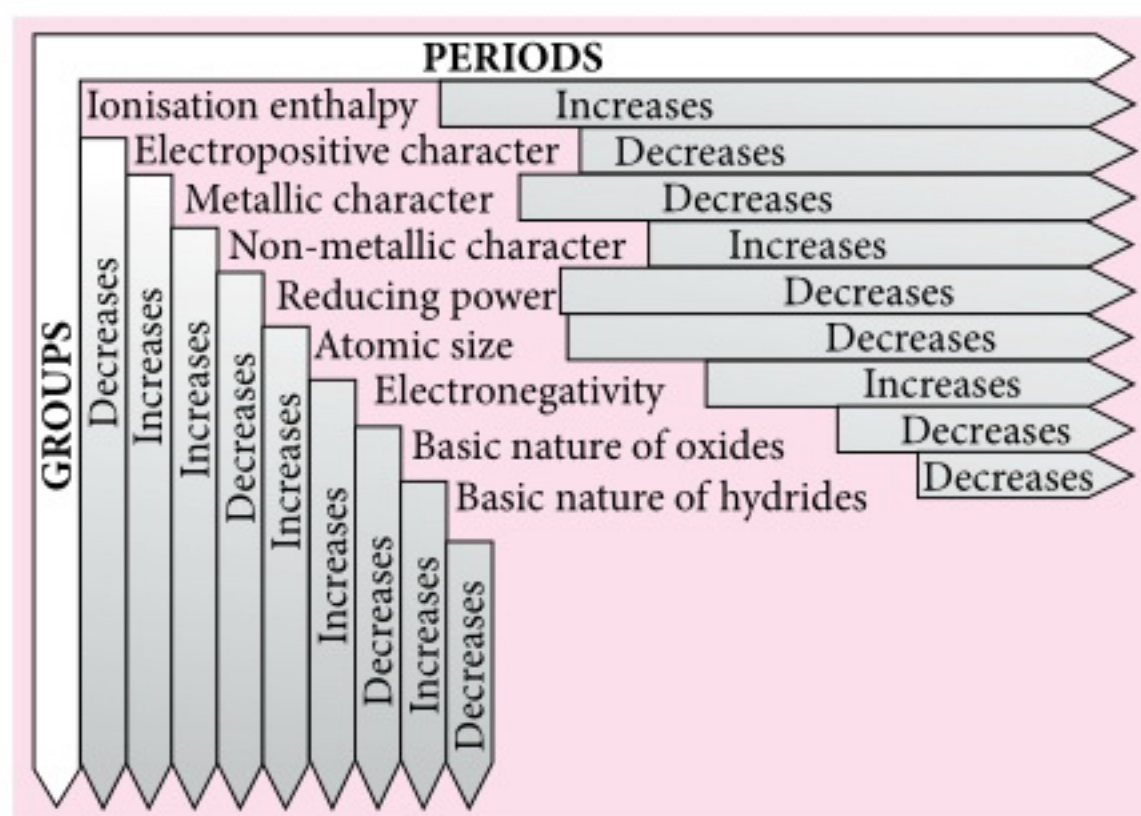 PERIODS
Ionisation enthalpy Increases
Electropositive character Decreases
Metallic character Decreases
Non-metallic character Increases
Reducing power Decreases
Atomic size Decreases
Electronegativity Increases
Basic nature of oxides Decreases
Basic nature of hydrides Decreases
GROUPS
Decreases
Increases
Increases
Decreases
Increases
Increases
Decreases
Increases
Decreases